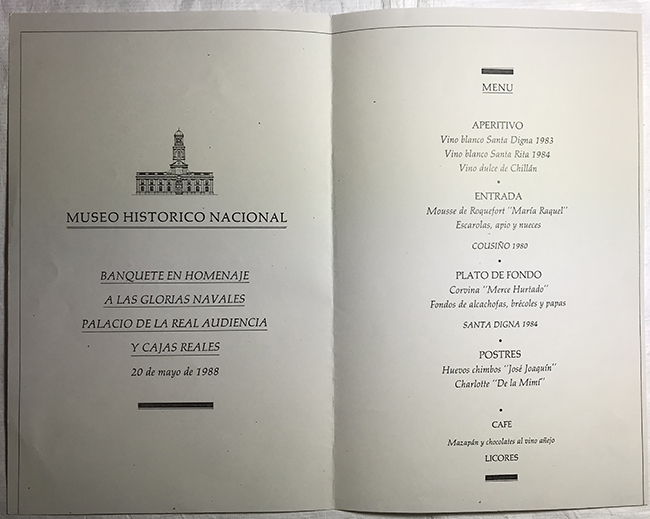 MUSEO HISTORICO NACIONAL
BANQUETE EN HOMENAJE
A LAS GLORIAS NAVALES
PALACIO DE LA REAL AUDIENCIA
Y CAJAS REALES
20 de mayo de 1988
MENU
APERITIVO
Vino blanco Santa Digna 1983
Vino blanco Santa Rita 1984
Vino dulce de Chillán
•
ENTRADA
Mousse de Roquefort "María Raquel"
Escarolas, apio y nueces
COUSIÑO 1980
•
PLATO DE FONDO
Corvina "Merce Hurtado"
Fondos de alcachofas, brécoles y papas
SANTA DIGNA 1984
•
POSTRES
Huevos chimbos "José Joaquín"
Charlotte "De la Mimí"
•
CAFE
Mazapán y chocolates al vino añejo
LICORES